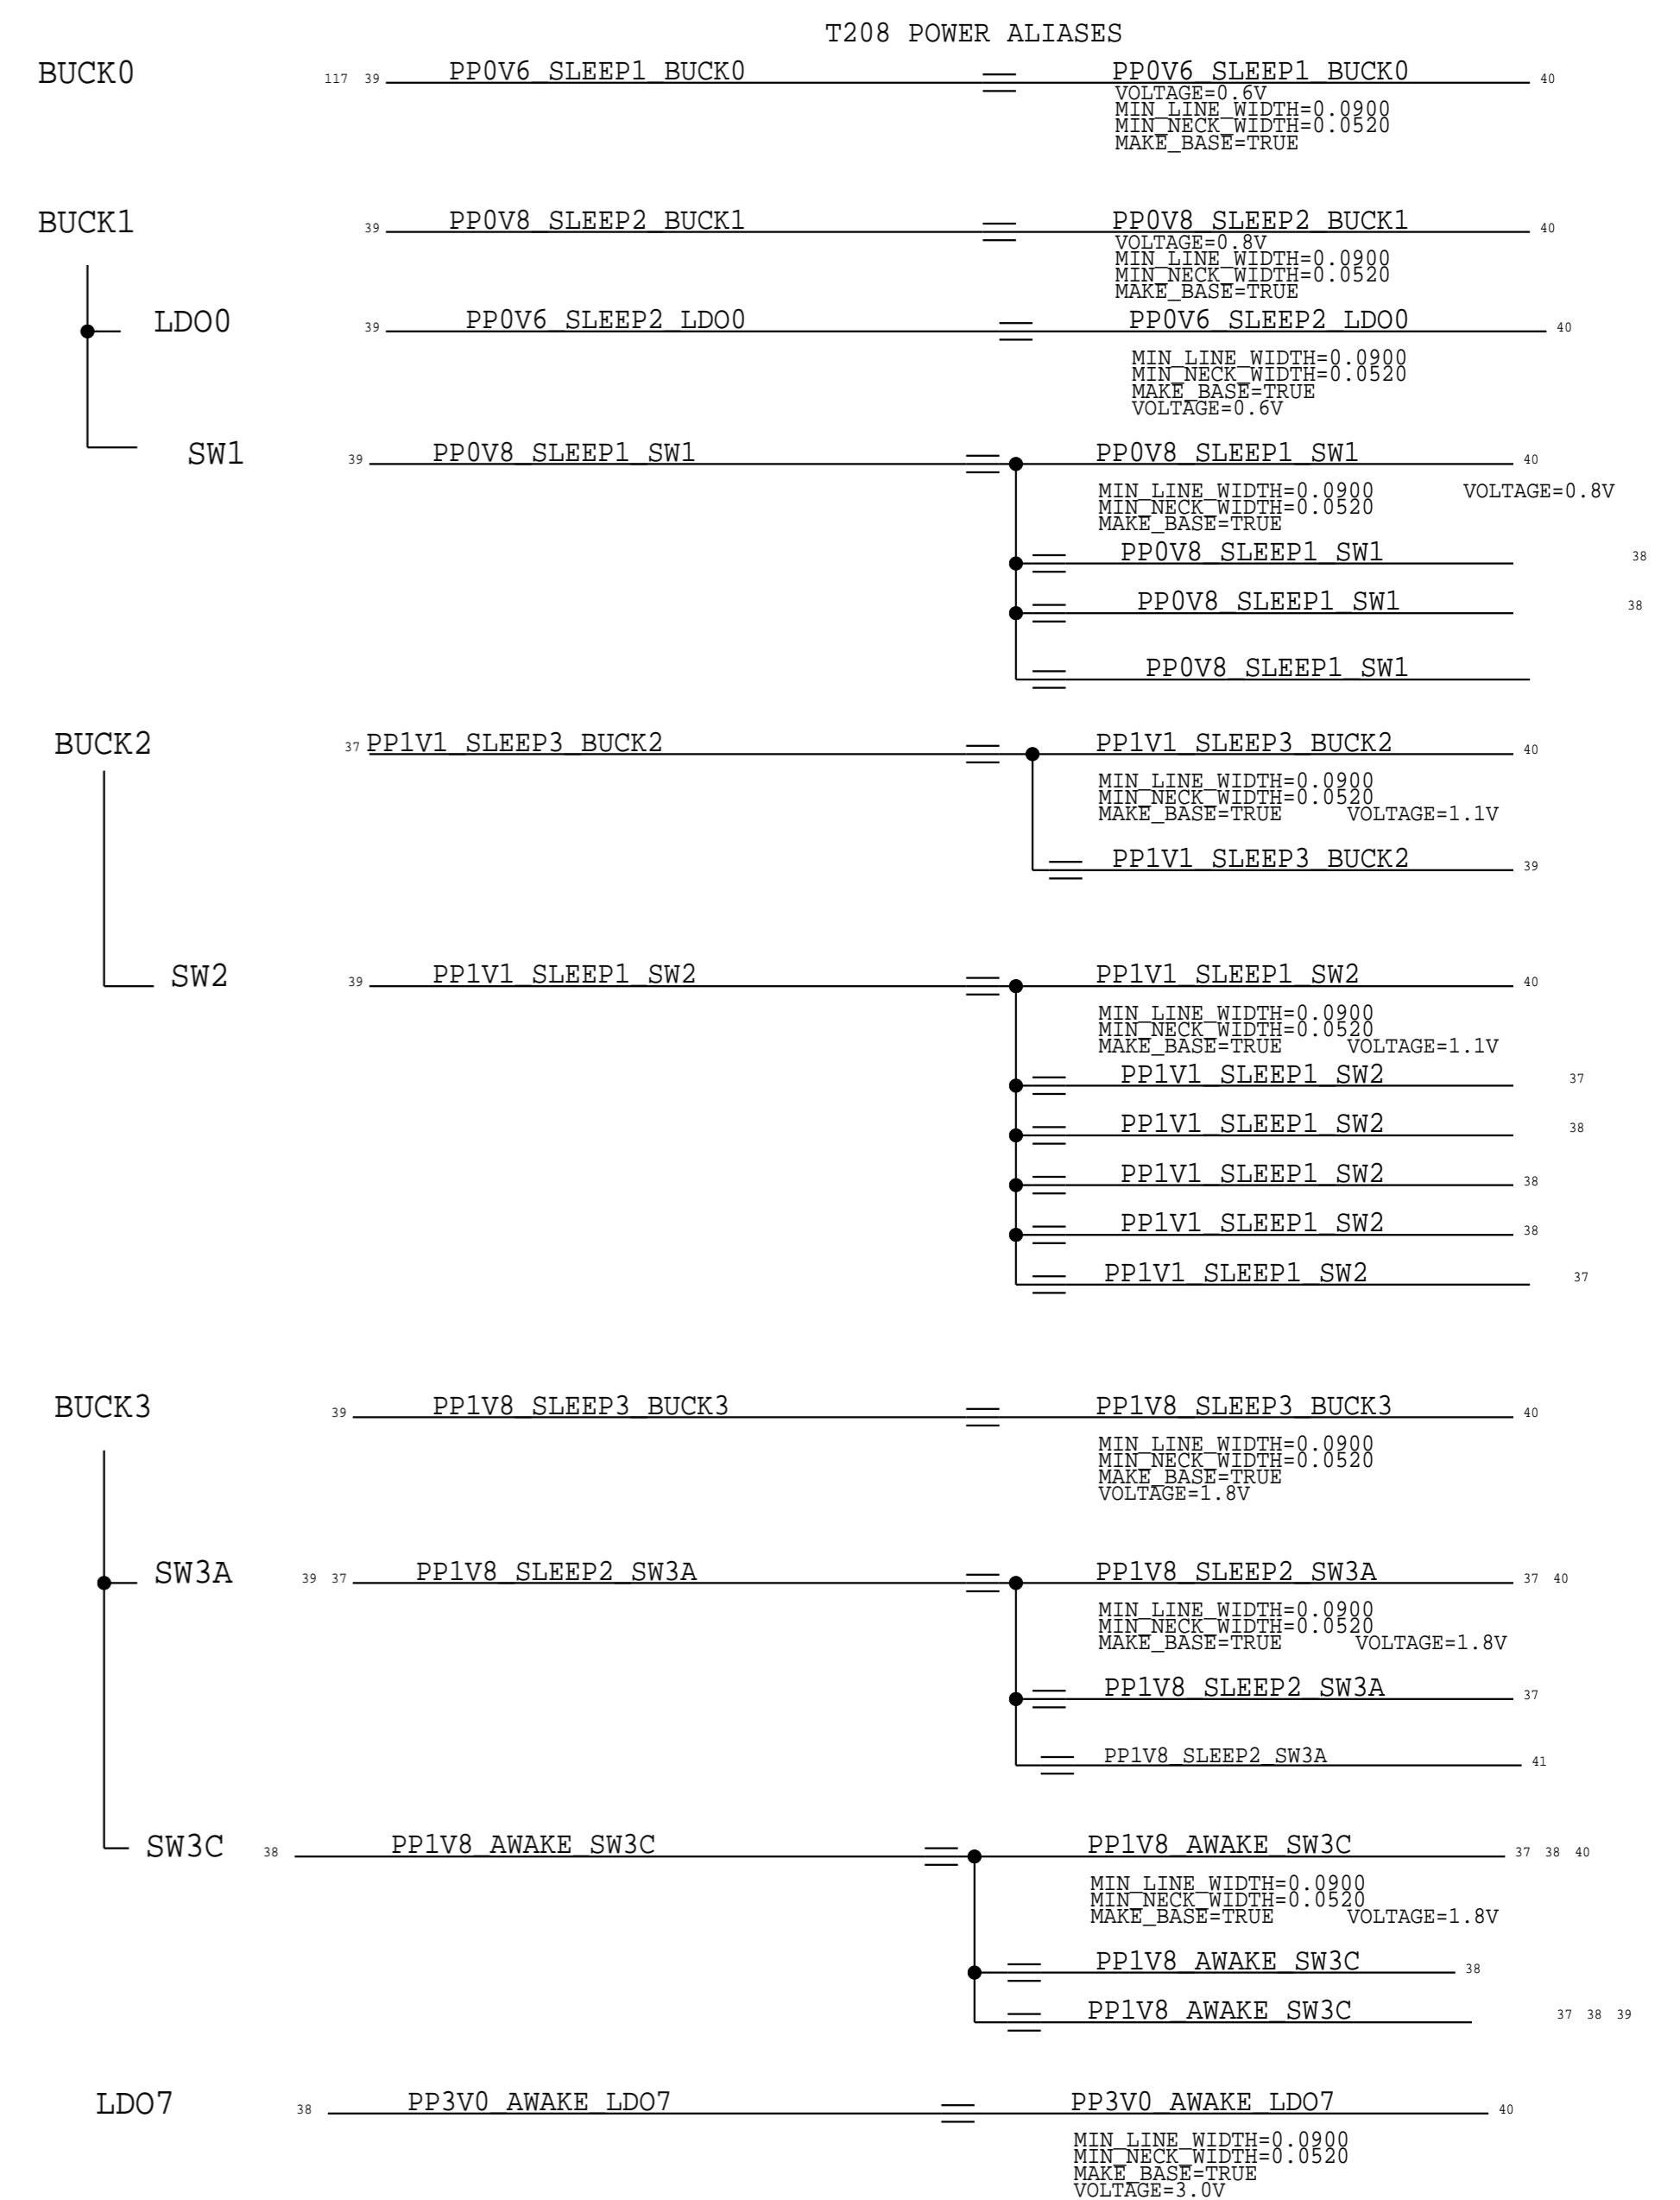 T208 POWER ALIASES
BUCK0 117 39 PP0V6_SLEEP1_BUCK0 PP0V6_SLEEP1_BUCK0 40
VOLTAGE=0.6V
MIN_LINE_WIDTH=0.0900
MIN_NECK_WIDTH=0.0520
MAKE_BASE=TRUE
BUCK1 39 PP0V8_SLEEP2_BUCK1 PP0V8_SLEEP2_BUCK1 40
VOLTAGE=0.8V
MIN_LINE_WIDTH=0.0900
MIN_NECK_WIDTH=0.0520
MAKE_BASE=TRUE
LDO0 39 PP0V6_SLEEP2_LDO0 PP0V6_SLEEP2_LDO0 40
MIN_LINE_WIDTH=0.0900
MIN_NECK_WIDTH=0.0520
MAKE_BASE=TRUE
VOLTAGE=0.6V
SW1 39 PP0V8_SLEEP1_SW1 PP0V8_SLEEP1_SW1 40
MIN_LINE_WIDTH=0.0900 VOLTAGE=0.8V
MIN_NECK_WIDTH=0.0520
MAKE_BASE=TRUE
PP0V8_SLEEP1_SW1 38
PP0V8_SLEEP1_SW1 38
PP0V8_SLEEP1_SW1
BUCK2 37 PP1V1_SLEEP3_BUCK2 PP1V1_SLEEP3_BUCK2 40
MIN_LINE_WIDTH=0.0900
MIN_NECK_WIDTH=0.0520
MAKE_BASE=TRUE VOLTAGE=1.1V
PP1V1_SLEEP3_BUCK2 39
SW2 39 PP1V1_SLEEP1_SW2 PP1V1_SLEEP1_SW2 40
MIN_LINE_WIDTH=0.0900
MIN_NECK_WIDTH=0.0520
MAKE_BASE=TRUE VOLTAGE=1.1V
PP1V1_SLEEP1_SW2 37
PP1V1_SLEEP1_SW2 38
PP1V1_SLEEP1_SW2 38
PP1V1_SLEEP1_SW2 38
PP1V1_SLEEP1_SW2 37
BUCK3 39 PP1V8_SLEEP3_BUCK3 PP1V8_SLEEP3_BUCK3 40
MIN_LINE_WIDTH=0.0900
MIN_NECK_WIDTH=0.0520
MAKE_BASE=TRUE
VOLTAGE=1.8V
SW3A 39 37 PP1V8_SLEEP2_SW3A PP1V8_SLEEP2_SW3A 37 40
MIN_LINE_WIDTH=0.0900
MIN_NECK_WIDTH=0.0520
MAKE_BASE=TRUE VOLTAGE=1.8V
PP1V8_SLEEP2_SW3A 37
PP1V8_SLEEP2_SW3A 41
SW3C 38 PP1V8_AWAKE_SW3C PP1V8_AWAKE_SW3C 37 38 40
MIN_LINE_WIDTH=0.0900
MIN_NECK_WIDTH=0.0520
MAKE_BASE=TRUE VOLTAGE=1.8V
PP1V8_AWAKE_SW3C 38
PP1V8_AWAKE_SW3C 37 38 39
LDO7 38 PP3V0_AWAKE_LDO7 PP3V0_AWAKE_LDO7 40
MIN_LINE_WIDTH=0.0900
MIN_NECK_WIDTH=0.0520
MAKE_BASE=TRUE
VOLTAGE=3.0V